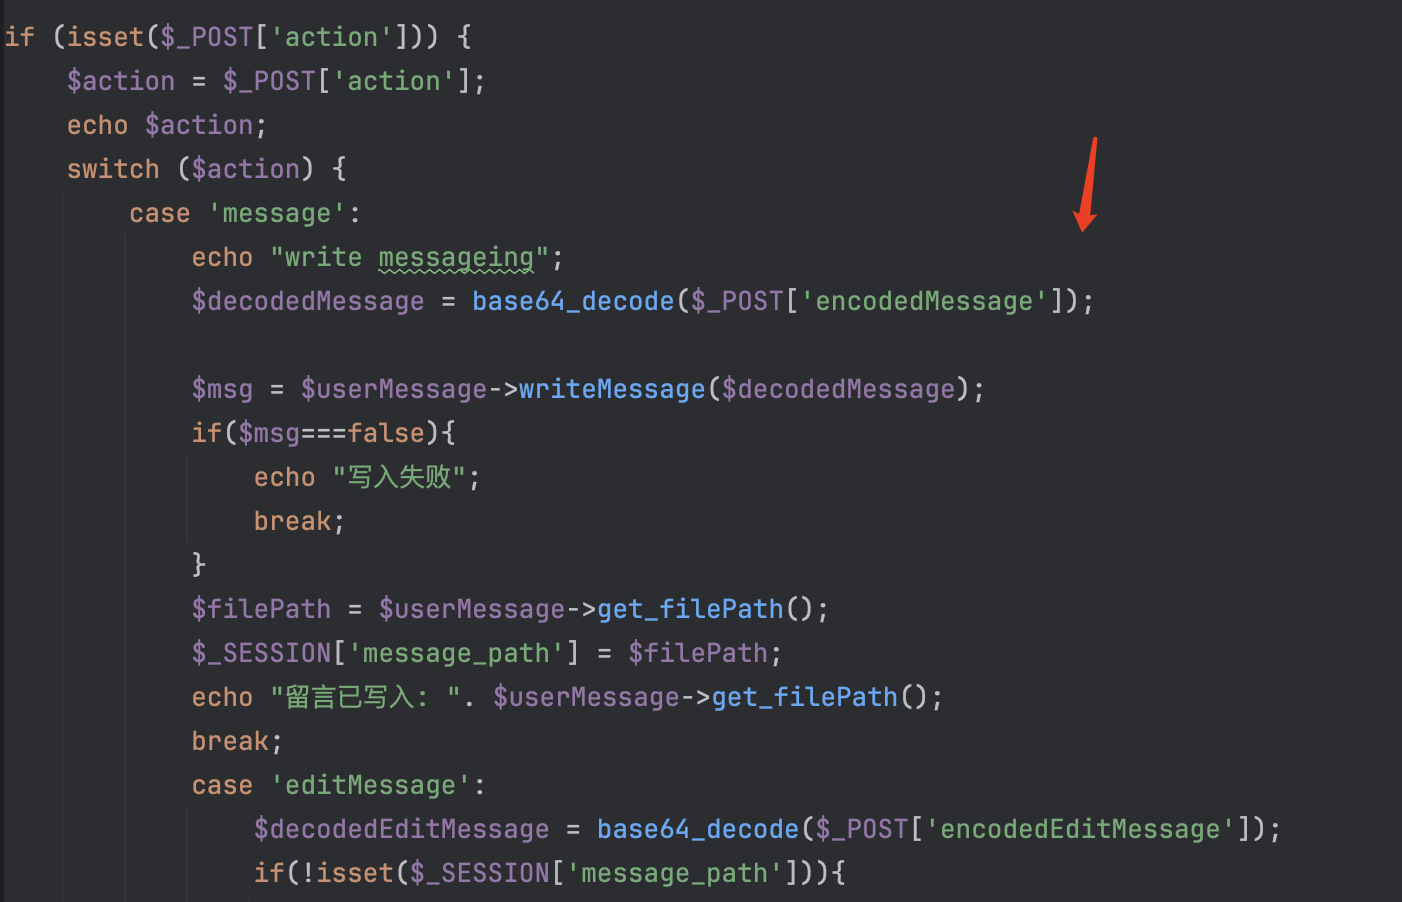 if (isset($_POST['action'])) {
$action = $_POST['action'];
echo $action;
switch ($action) {
case 'message':
echo "write messageing";
$decodedMessage = base64_decode($_POST['encodedMessage']);
$msg = $userMessage->writeMessage($decodedMessage);
if($msg===false){
echo "写入失败";
break;
}
$filePath = $userMessage->get_filePath();
$_SESSION['message_path'] = $filePath;
echo "留言已写入: ". $userMessage->get_filePath();
break;
case 'editMessage':
$decodedEditMessage = base64_decode($_POST['encodedEditMessage']);
if(!isset($_SESSION['message_path'])){